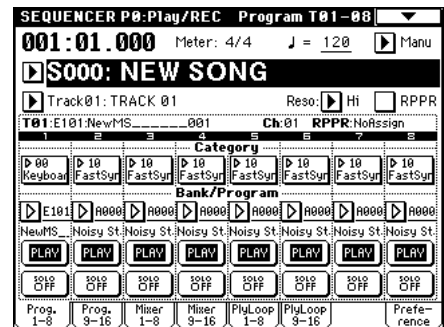 SEQUENCER P0:Play/REC Program T01-08
001:01.000 Meter: 4/4 ♩ = 120 Manu
S000: NEW SONG
Track01: TRACK 01 Reso: Hi RPPR
T01:E101:NewMS______001 Ch:01 RPPR:NoAssign
1 2 3 4 5 6 7 8
Category
00 10 10 10 10 10 10 10
Keyboar FastSyn FastSyn FastSyn FastSyn FastSyn FastSyn FastSyn
Bank/Program
E101 A000 A000 A000 A000 A000 A000 A000
NewMS__ Noisy St Noisy St Noisy St Noisy St Noisy St Noisy St Noisy St
PLAY PLAY PLAY PLAY PLAY PLAY PLAY PLAY
SOLO OFF SOLO OFF SOLO OFF SOLO OFF SOLO OFF SOLO OFF SOLO OFF SOLO OFF
Prog. 1-8 Prog. 9-16 Mixer 1-8 Mixer 9-16 PlyLoop 1-8 PlyLoop 9-16 Prefe-rence